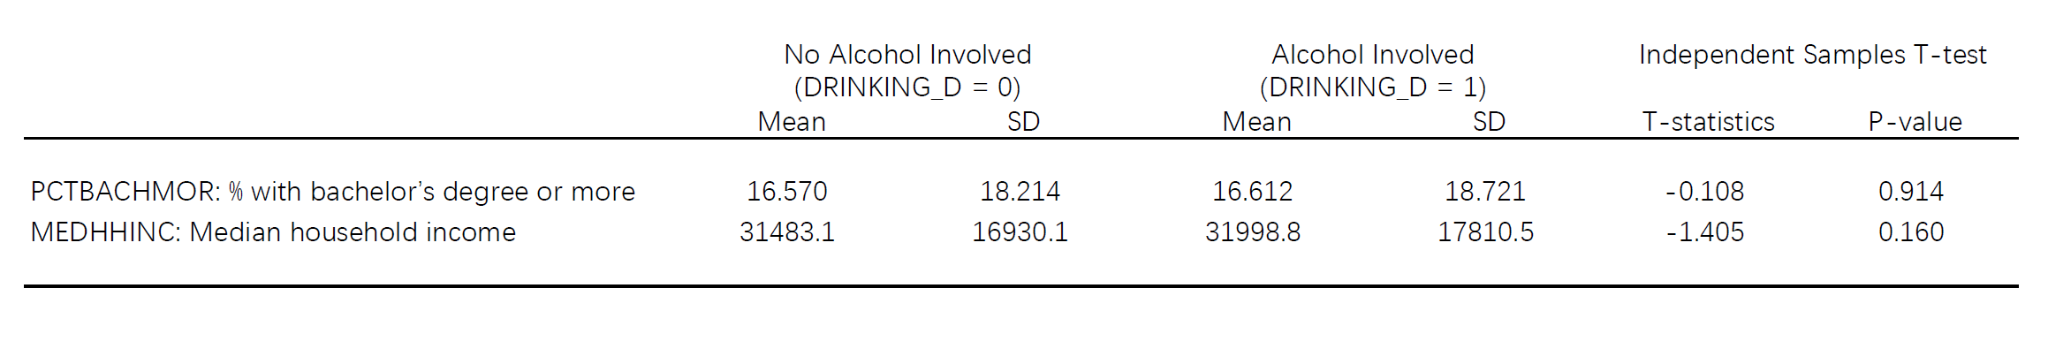 No Alcohol Involved Alcohol Involved Independent Samples T-test
(DRINKING_D = 0) (DRINKING_D = 1)
Mean SD Mean SD T-statistics P-value
PCTBACHMOR: % with bachelor’s degree or more 16.570 18.214 16.612 18.721 -0.108 0.914
MEDHHINC: Median household income 31483.1 16930.1 31998.8 17810.5 -1.405 0.160